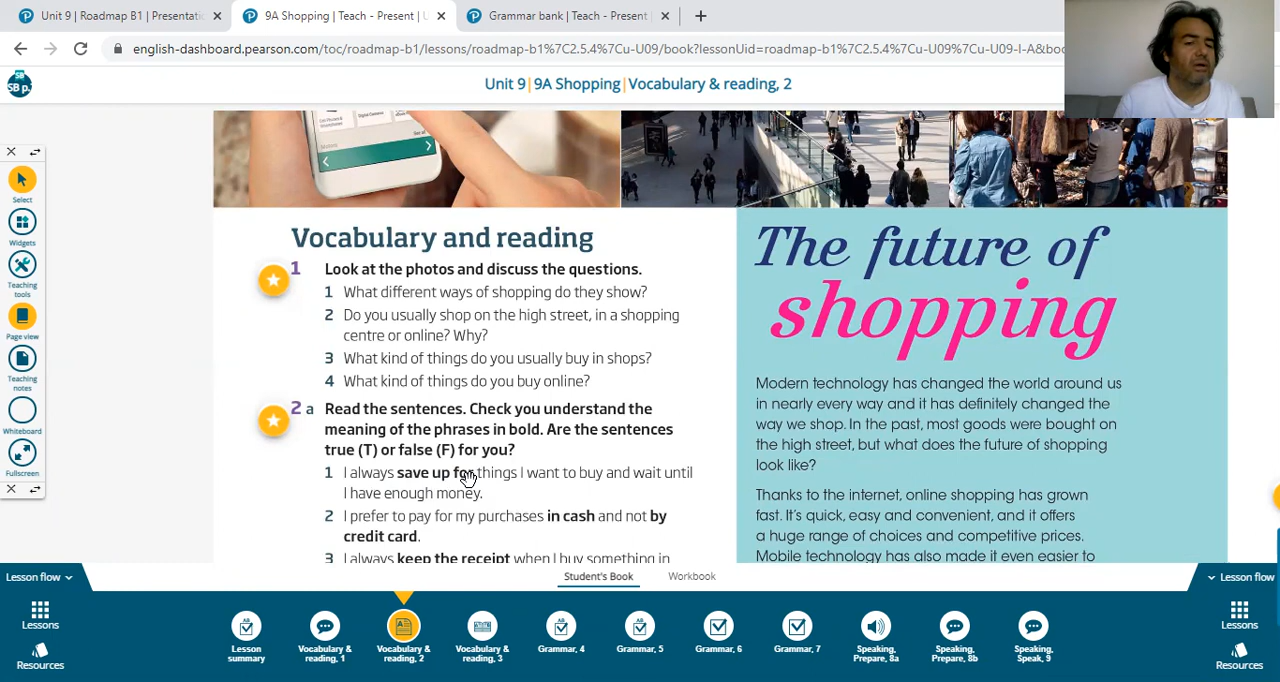 Unit 9 | Roadmap B1 | Presentati
9A Shopping | Teach - Present | U
Grammar bank | Teach - Present
english-dashboard.pearson.com/toc/roadmap-b1/lessons/roadmap-b1%7C2.5.4%7Cu-U09/book?lessonUid=roadmap-b1%7C2.5.4%7Cu-U09%7Cu-U09-I-A&boo
SB
SB p.
Unit 9 | 9A Shopping | Vocabulary & reading, 2
Select
Widgets
Teaching
tools
Page view
Teaching
notes
Whiteboard
Fullscreen
Vocabulary and reading
1 Look at the photos and discuss the questions.
1 What different ways of shopping do they show?
2 Do you usually shop on the high street, in a shopping
centre or online? Why?
3 What kind of things do you usually buy in shops?
4 What kind of things do you buy online?
2 a Read the sentences. Check you understand the
meaning of the phrases in bold. Are the sentences
true (T) or false (F) for you?
1 I always save up for things I want to buy and wait until
I have enough money.
2 I prefer to pay for my purchases in cash and not by
credit card.
3 I always keep the receipt when I buy something in
The future of
shopping
Modern technology has changed the world around us
in nearly every way and it has definitely changed the
way we shop. In the past, most goods were bought on
the high street, but what does the future of shopping
look like?
Thanks to the internet, online shopping has grown
fast. It's quick, easy and convenient, and it offers
a huge range of choices and competitive prices.
Mobile technology has also made it even easier to
Lesson flow
Student's Book
Workbook
Lesson flow
Lessons
Resources
Lesson
summary
Vocabulary &
reading, 1
Vocabulary &
reading, 2
Vocabulary &
reading, 3
Grammar, 4
Grammar, 5
Grammar, 6
Grammar, 7
Speaking,
Prepare, 8a
Speaking,
Prepare, 8b
Speaking,
Speak, 9
Lessons
Resources